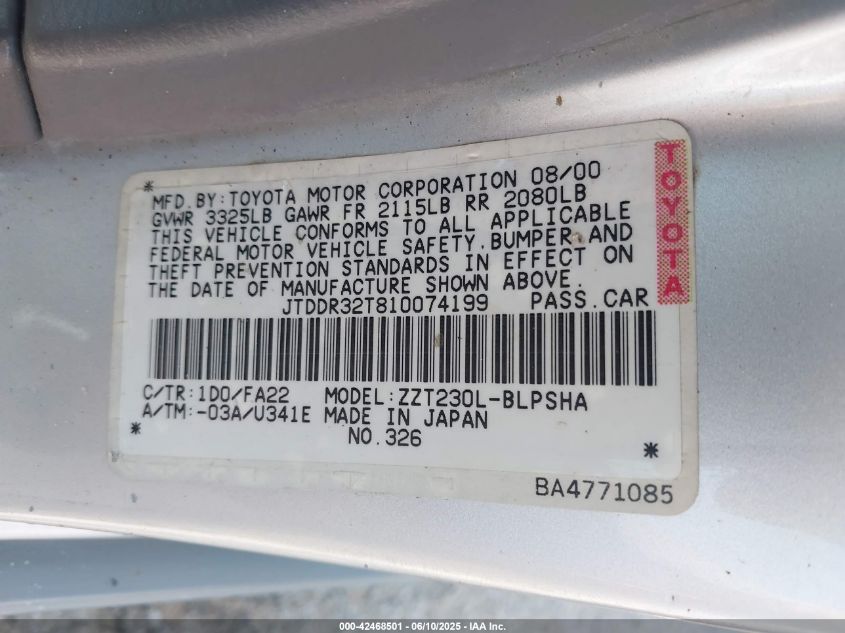 MFD.BY:TOYOTA MOTOR CORPORATION 08/00
GVWR 3325LB GAWR FR 2115LB RR 2080LB
THIS VEHICLE CONFORMS TO ALL APPLICABLE
FEDERAL MOTOR VEHICLE SAFETY.BUMPER AND
THEFT PREVENTION STANDARDS IN EFFECT ON
THE DATE OF MANUFACTURE SHOWN ABOVE.
JTDDR32T810074199 PASS.CAR
TOYOTA
C/TR:1D0/FA22 MODEL:ZZT230L-BLPSHA
A/TM:-03A/U341E MADE IN JAPAN
NO.326
BA4771085
000-42468501 - 06/10/2025 - IAA Inc.